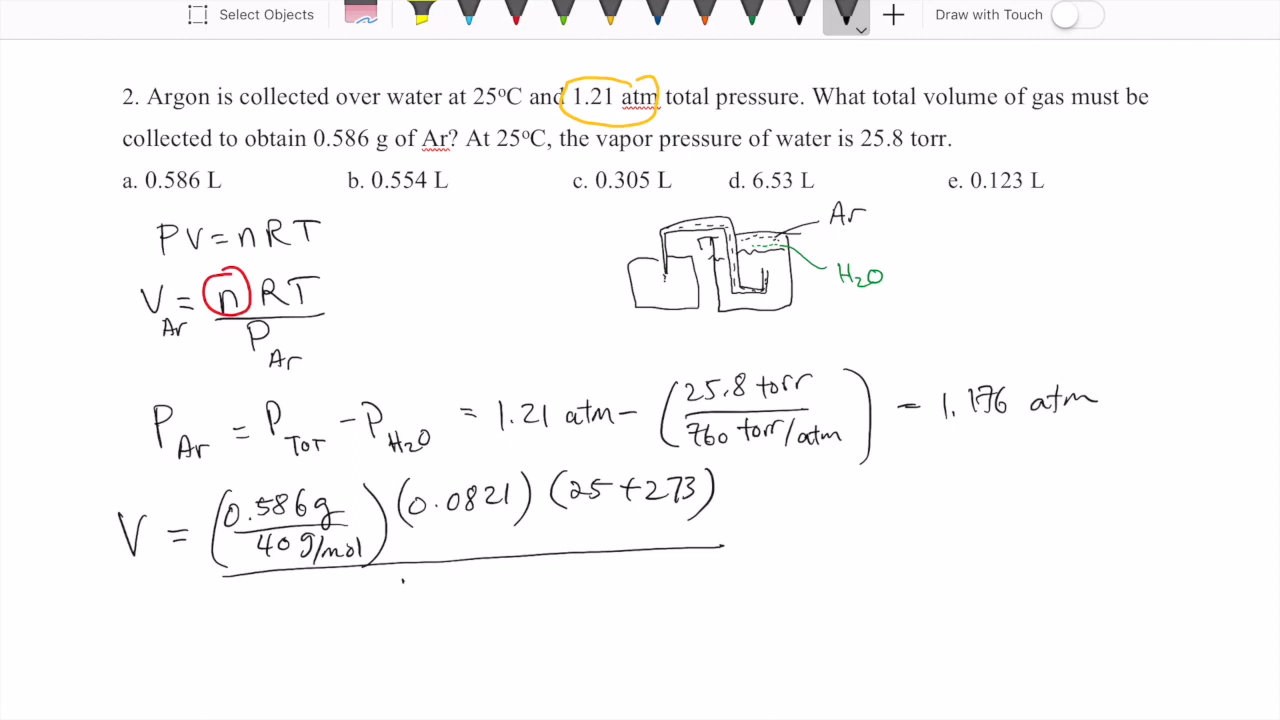 Select Objects
Draw with Touch
2. Argon is collected over water at 25°C and 1.21 atm total pressure. What total volume of gas must be
collected to obtain 0.586 g of Ar? At 25°C, the vapor pressure of water is 25.8 torr.
a. 0.586 L b. 0.554 L c. 0.305 L d. 6.53 L e. 0.123 L
PV = nRT
V Ar = nRT / P Ar
Ar
H2O
P Ar = P TOT - P H2O = 1.21 atm - (25.8 torr / 760 torr/atm) = 1.176 atm
V = (0.586g / 40 g/mol) (0.0821) (25 + 273)